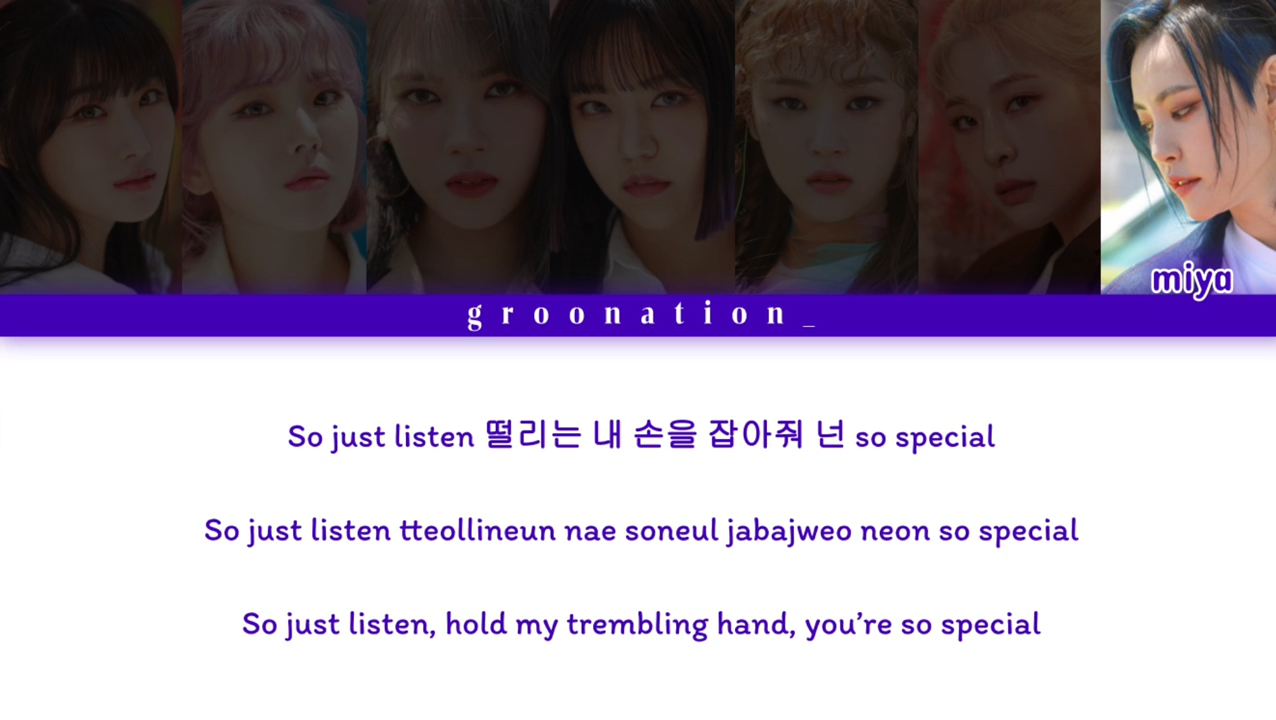 miya
groonation_
So just listen 떨리는 내 손을 잡아줘 넌 so special
So just listen tteollineun nae soneul jabajweo neon so special
So just listen, hold my trembling hand, you’re so special